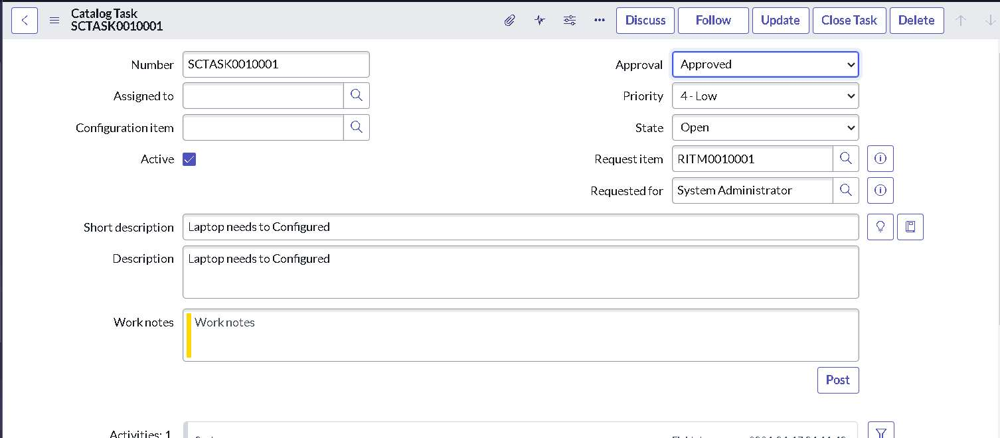 Catalog Task
SCTASK0010001
Discuss
Follow
Update
Close Task
Delete
Number SCTASK0010001
Approval Approved
Assigned to
Priority 4 - Low
Configuration item
State Open
Active
Request item RITM0010001
Requested for System Administrator
Short description Laptop needs to Configured
Description Laptop needs to Configured
Work notes Work notes
Post
Activities: 1